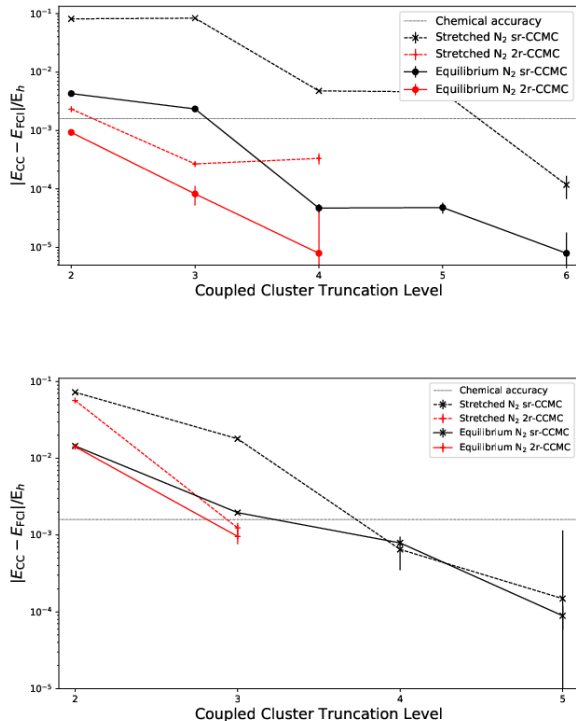 10⁻¹
10⁻²
10⁻³
10⁻⁴
10⁻⁵
|E_CC − E_FCI|/E_h
Chemical accuracy
Stretched N₂ sr-CCMC
Stretched N₂ 2r-CCMC
Equilibrium N₂ sr-CCMC
Equilibrium N₂ 2r-CCMC
2 3 4 5 6
Coupled Cluster Truncation Level
10⁻¹
10⁻²
10⁻³
10⁻⁴
10⁻⁵
|E_CC − E_FCI|/E_h
Chemical accuracy
Stretched N₂ sr-CCMC
Stretched N₂ 2r-CCMC
Equilibrium N₂ sr-CCMC
Equilibrium N₂ 2r-CCMC
2 3 4 5
Coupled Cluster Truncation Level